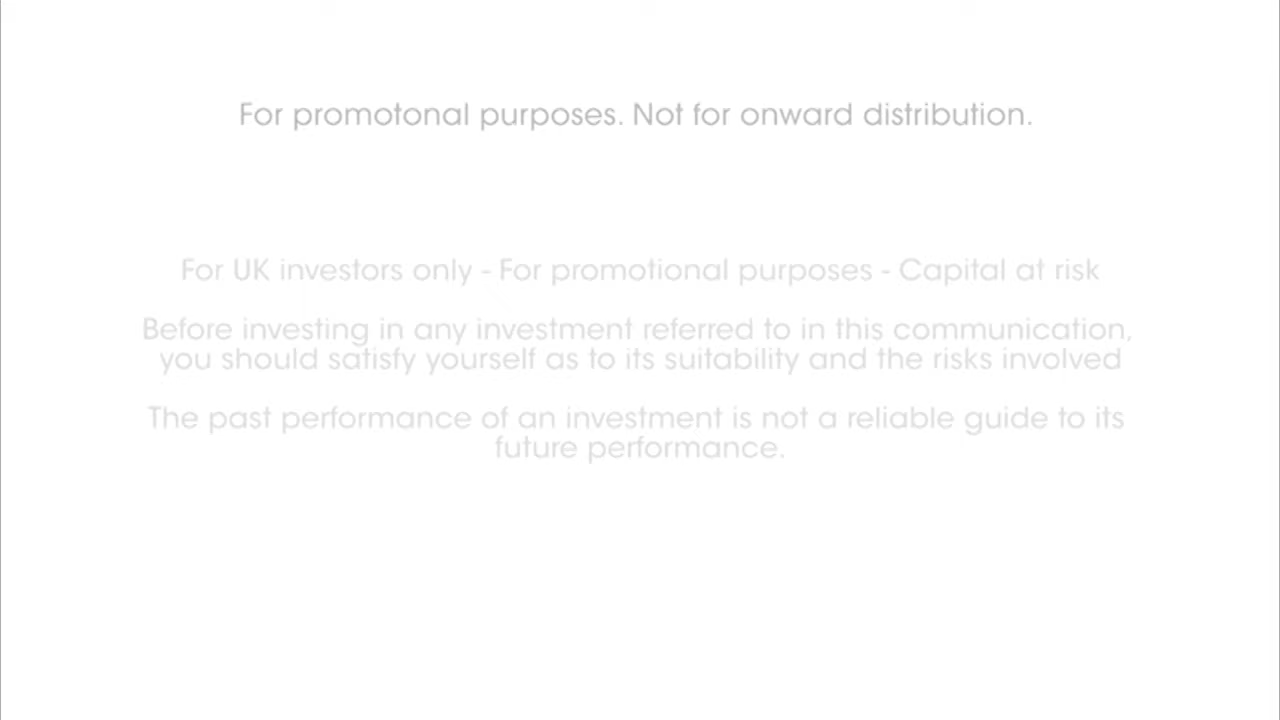 For promotonal purposes. Not for onward distribution.
For UK investors only - For promotional purposes - Capital at risk
Before investing in any investment referred to in this communication,
you should satisfy yourself as to its suitability and the risks involved
The past performance of an investment is not a reliable guide to its
future performance.